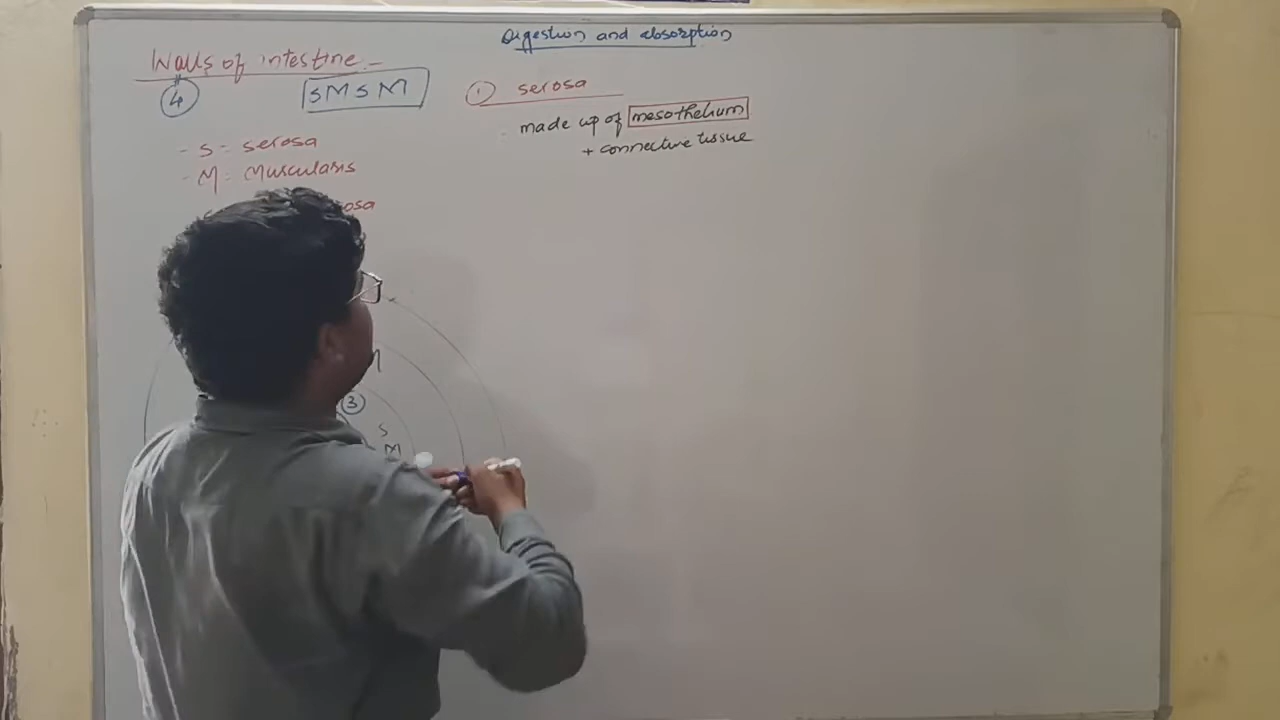 Digestion and absorption
Walls of intestine -
4
SMSM
- S = serosa
- M = Muscularis
osa
① serosa
made up of mesothelium
+ connective tissue
③
S
M